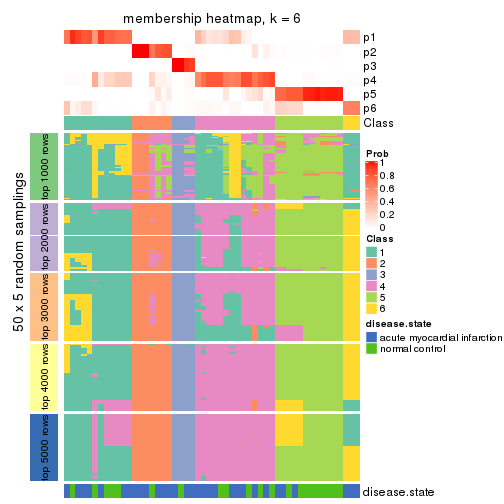 membership heatmap, k = 6
p1
p2
p3
p4
p5
p6
Class
50 x 5 random samplings
top 1000 rows
top 2000 rows
top 3000 rows
top 4000 rows
top 5000 rows
Prob
1
0.8
0.6
0.4
0.2
0
Class
1
2
3
4
5
6
disease.state
acute myocardial infarction
normal control
disease.state